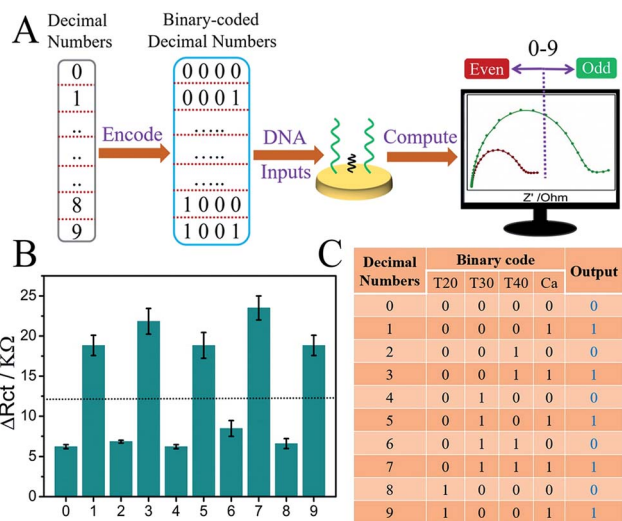 A
Decimal Numbers
0
1
..
..
..
8
9
Encode
Binary-coded Decimal Numbers
0 0 0 0
0 0 0 1
.....
.....
.....
1 0 0 0
1 0 0 1
DNA Inputs
Compute
0-9
Even
Odd
Z' /Ohm
B
ΔRct / KΩ
25
20
15
10
5
0
0 1 2 3 4 5 6 7 8 9
C
Decimal Numbers Binary code Output
T20 T30 T40 Ca
0 0 0 0 0 0
1 0 0 0 1 1
2 0 0 1 0 0
3 0 0 1 1 1
4 0 1 0 0 0
5 0 1 0 1 1
6 0 1 1 0 0
7 0 1 1 1 1
8 1 0 0 0 0
9 1 0 0 1 1